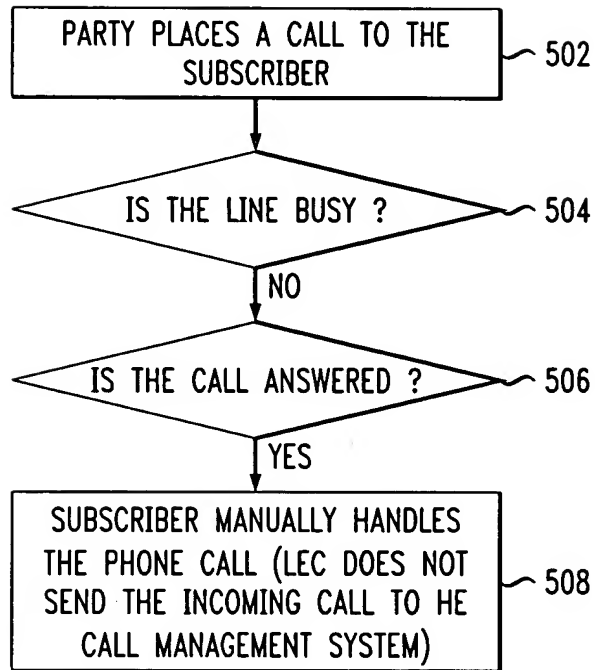 PARTY PLACES A CALL TO THE
SUBSCRIBER
502
IS THE LINE BUSY ?
504
NO
IS THE CALL ANSWERED ?
506
YES
SUBSCRIBER MANUALLY HANDLES
THE PHONE CALL (LEC DOES NOT
SEND THE INCOMING CALL TO HE
CALL MANAGEMENT SYSTEM)
508